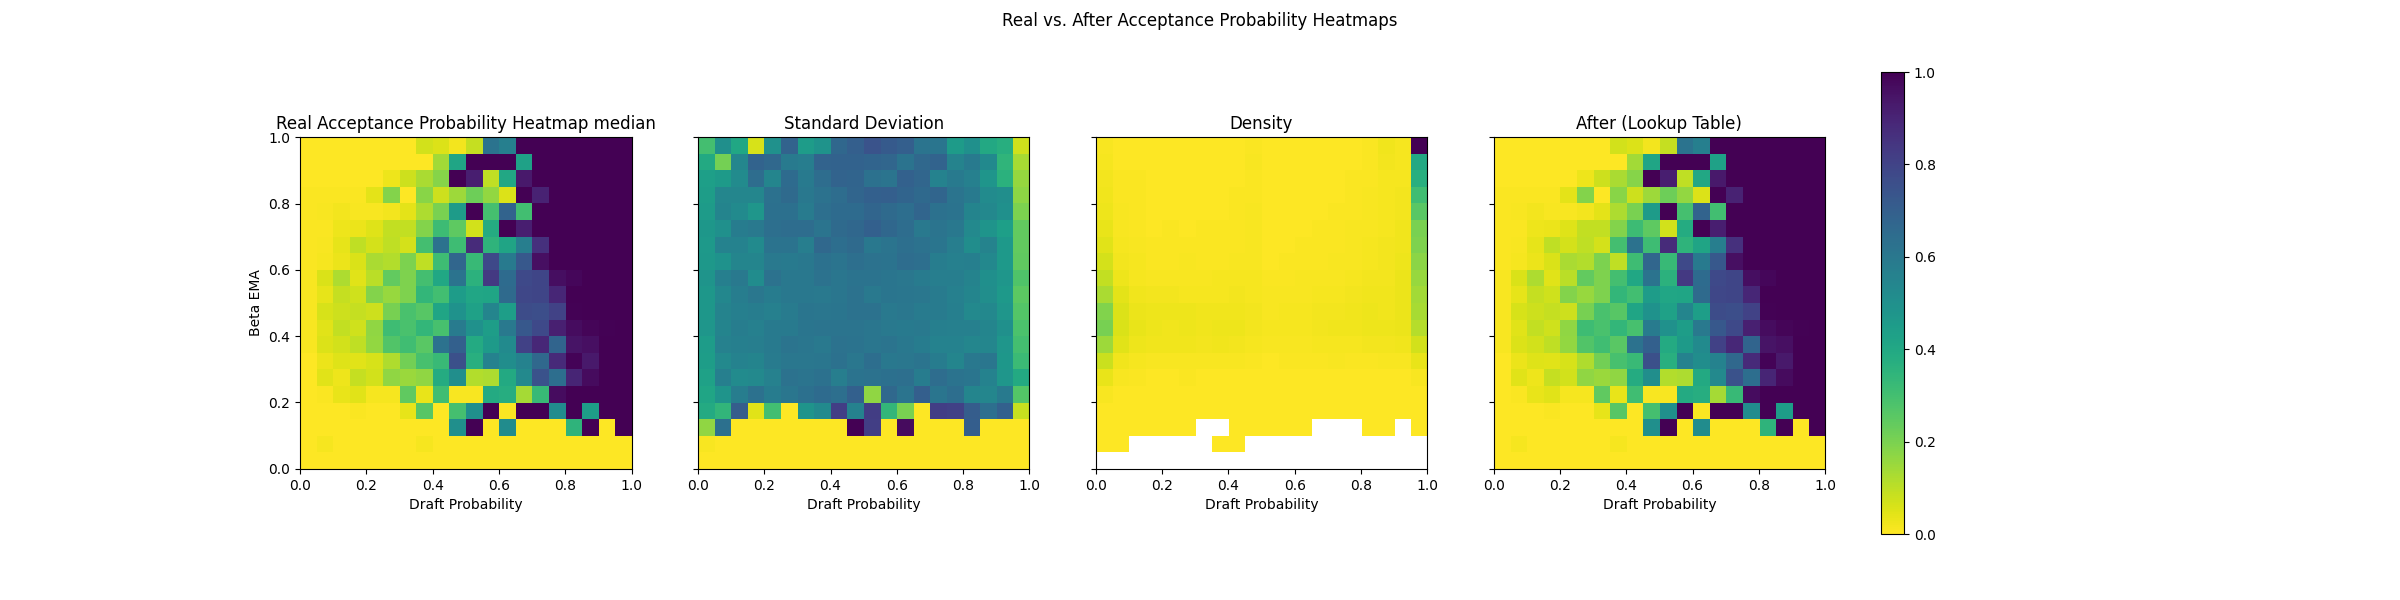 Real vs. After Acceptance Probability Heatmaps
Real Acceptance Probability Heatmap median
Standard Deviation
Density
After (Lookup Table)
Beta EMA
1.0
0.8
0.6
0.4
0.2
0.0
0.0 0.2 0.4 0.6 0.8 1.0
Draft Probability
0.0 0.2 0.4 0.6 0.8 1.0
Draft Probability
0.0 0.2 0.4 0.6 0.8 1.0
Draft Probability
0.0 0.2 0.4 0.6 0.8 1.0
Draft Probability
1.0
0.8
0.6
0.4
0.2
0.0